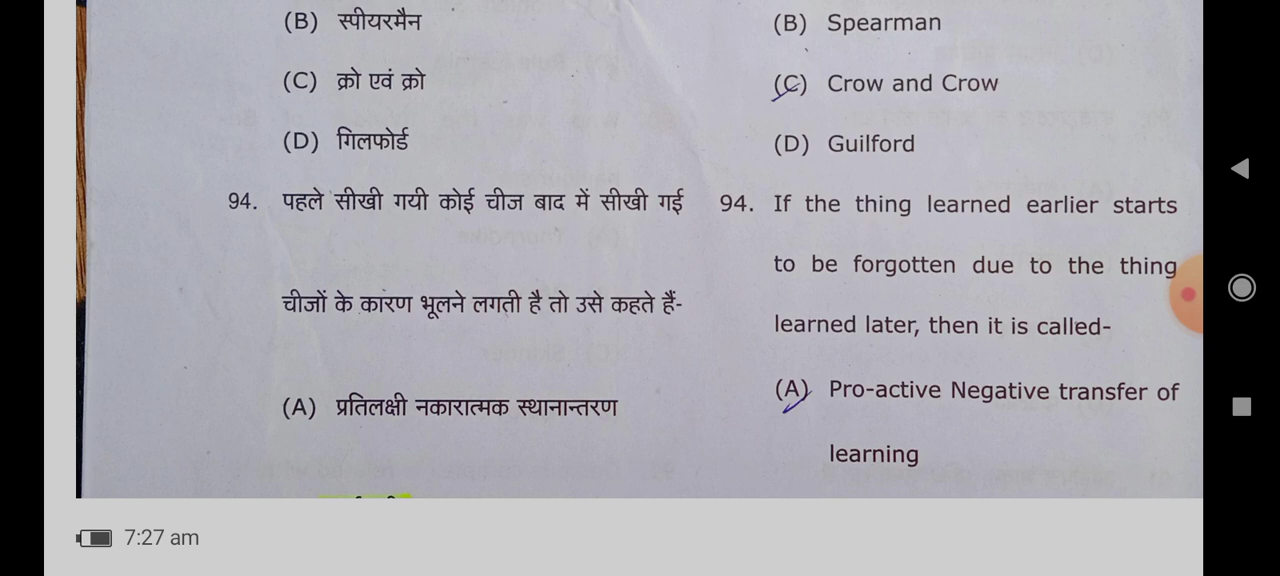 (B) स्पीयरमैन
(C) क्रो एवं क्रो
(D) गिलफोर्ड
94. पहले सीखी गयी कोई चीज बाद में सीखी गई
चीजों के कारण भूलने लगती है तो उसे कहते हैं-
(A) प्रतिलक्षी नकारात्मक स्थानान्तरण
(B) Spearman
(C) Crow and Crow
(D) Guilford
94. If the thing learned earlier starts
to be forgotten due to the thing
learned later, then it is called-
(A) Pro-active Negative transfer of
learning
7:27 am